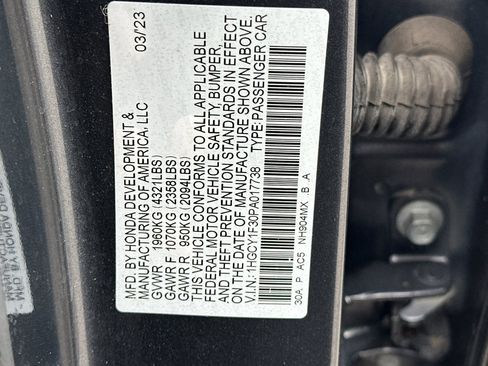 MFD. BY HONDA DEVELOPMENT &
MANUFACTURING OF AMERICA, LLC 03/23
GVWR 1960KG(4321LBS)
GAWR F 1070KG(2358LBS)
GAWR R 950KG(2094LBS)
THIS VEHICLE CONFORMS TO ALL APPLICABLE
FEDERAL MOTOR VEHICLE SAFETY, BUMPER,
AND THEFT PREVENTION STANDARDS IN EFFECT
ON THE DATE OF MANUFACTURE SHOWN ABOVE.
V.I.N.: 1HGCY1F30PA017738 TYPE:PASSENGER CAR
30A P AC5 NH904MX B A